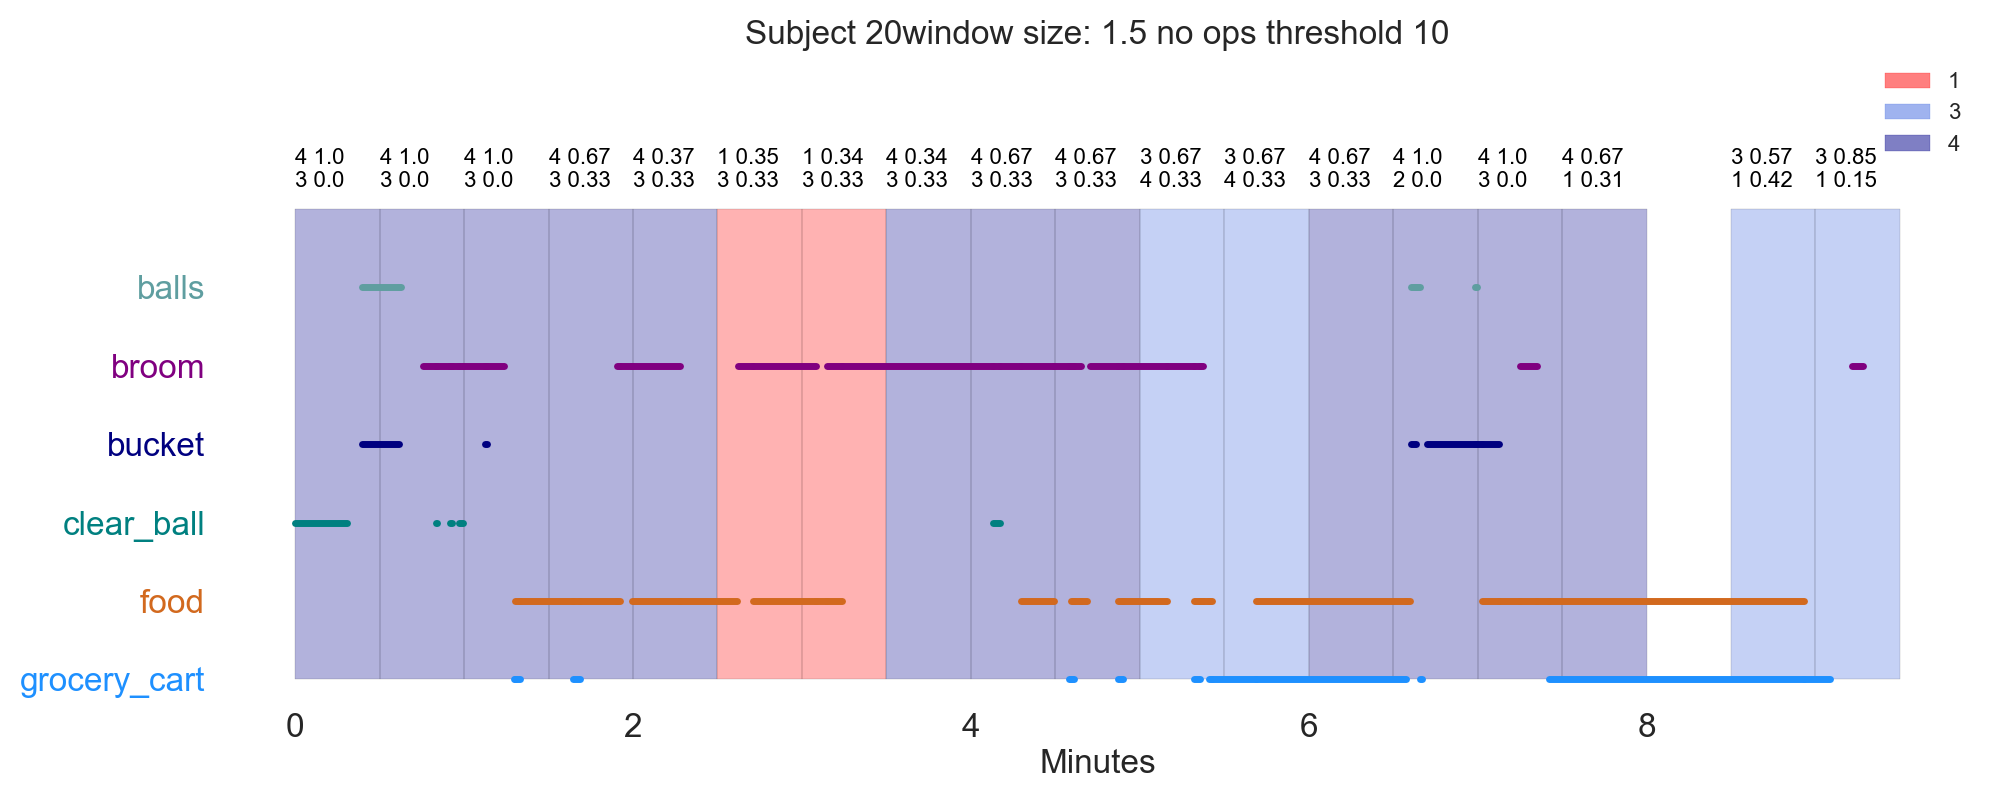 Subject 20window size: 1.5 no ops threshold 10
1
3
4
4 1.0 4 1.0 4 1.0 4 0.67 4 0.37 1 0.35 1 0.34 4 0.34 4 0.67 4 0.67 3 0.67 3 0.67 4 0.67 4 1.0 4 1.0 4 0.67 3 0.57 3 0.85
3 0.0 3 0.0 3 0.0 3 0.33 3 0.33 3 0.33 3 0.33 3 0.33 3 0.33 3 0.33 4 0.33 4 0.33 3 0.33 2 0.0 3 0.0 1 0.31 1 0.42 1 0.15
balls
broom
bucket
clear_ball
food
grocery_cart
0 2 4 6 8
Minutes